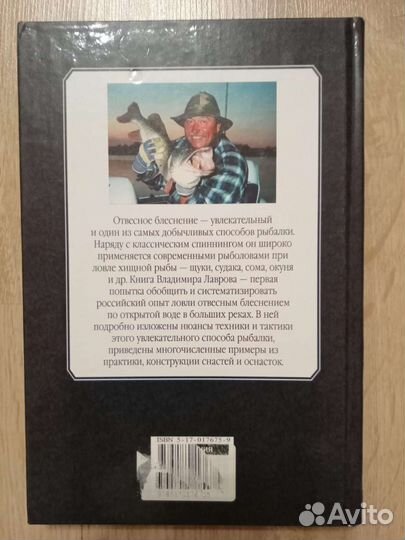 Отвесное блеснение — увлекательный
и один из самых добычливых способов рыбалки.
Наряду с классическим спиннингом он широко
применяется современными рыболовами при
ловле хищной рыбы — щуки, судака, сома, окуня
и др. Книга Владимира Лаврова — первая
попытка обобщить и систематизировать
российский опыт ловли отвесным блеснением
по открытой воде в больших реках. В ней
подробно изложены нюансы техники и тактики
этого увлекательного способа рыбалки,
приведены многочисленные примеры из
практики, конструкции снастей и оснасток.
ISBN 5-17-017675-9
Avito